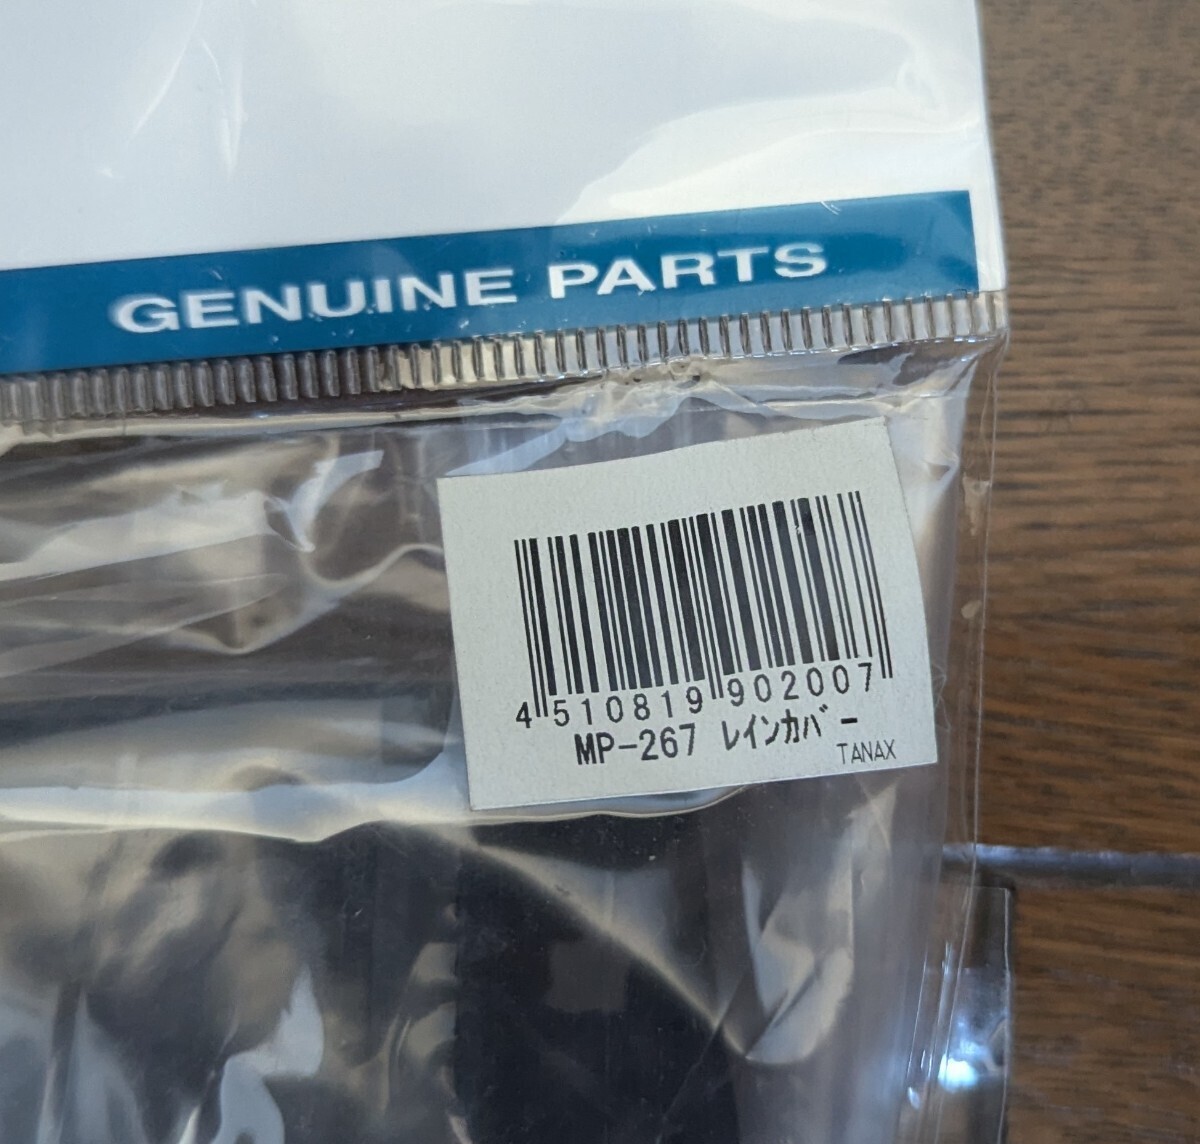 GENUINE PARTS
4510819902007
MP-267 ﾚｲﾝｶﾊﾞｰ
TANAX